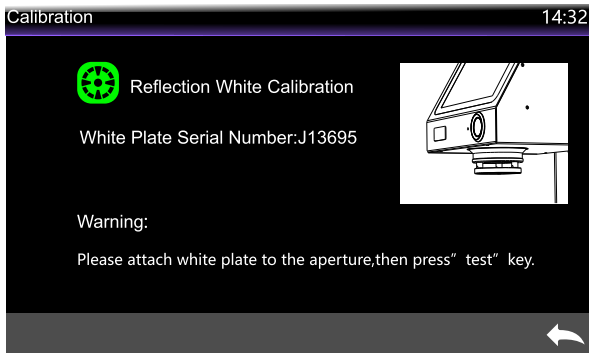 Calibration 14:32
Reflection White Calibration
White Plate Serial Number:J13695
Warning:
Please attach white plate to the aperture,then press” test” key.